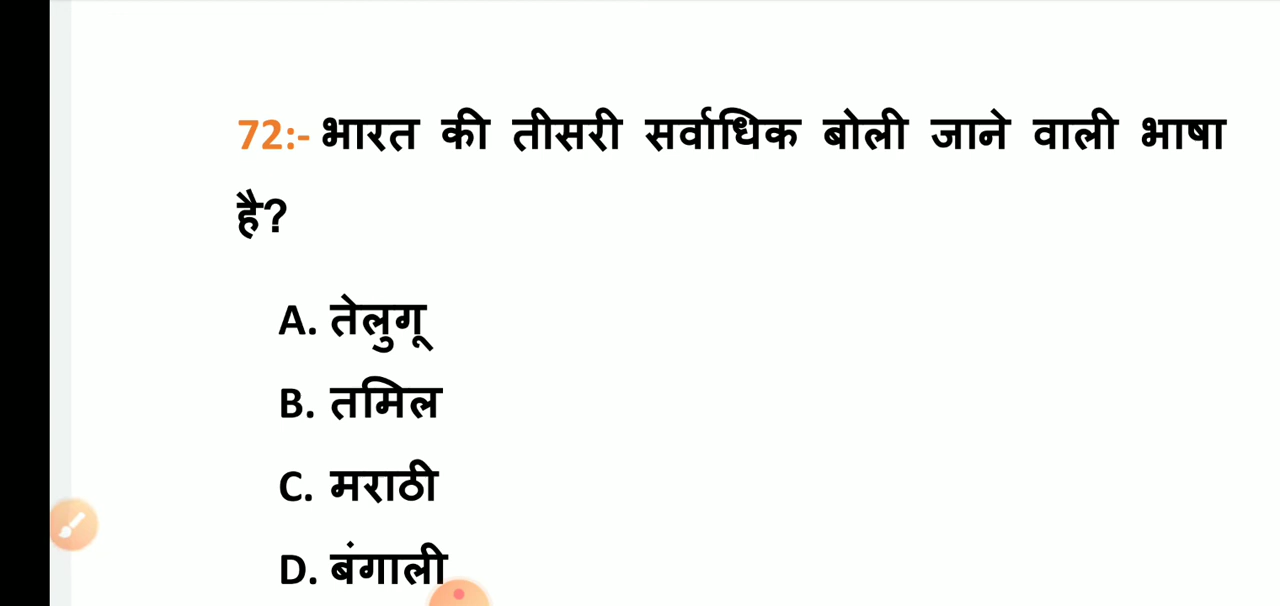 72:- भारत की तीसरी सर्वाधिक बोली जाने वाली भाषा
है?
A. तेलुगू
B. तमिल
C. मराठी
D. बंगाली